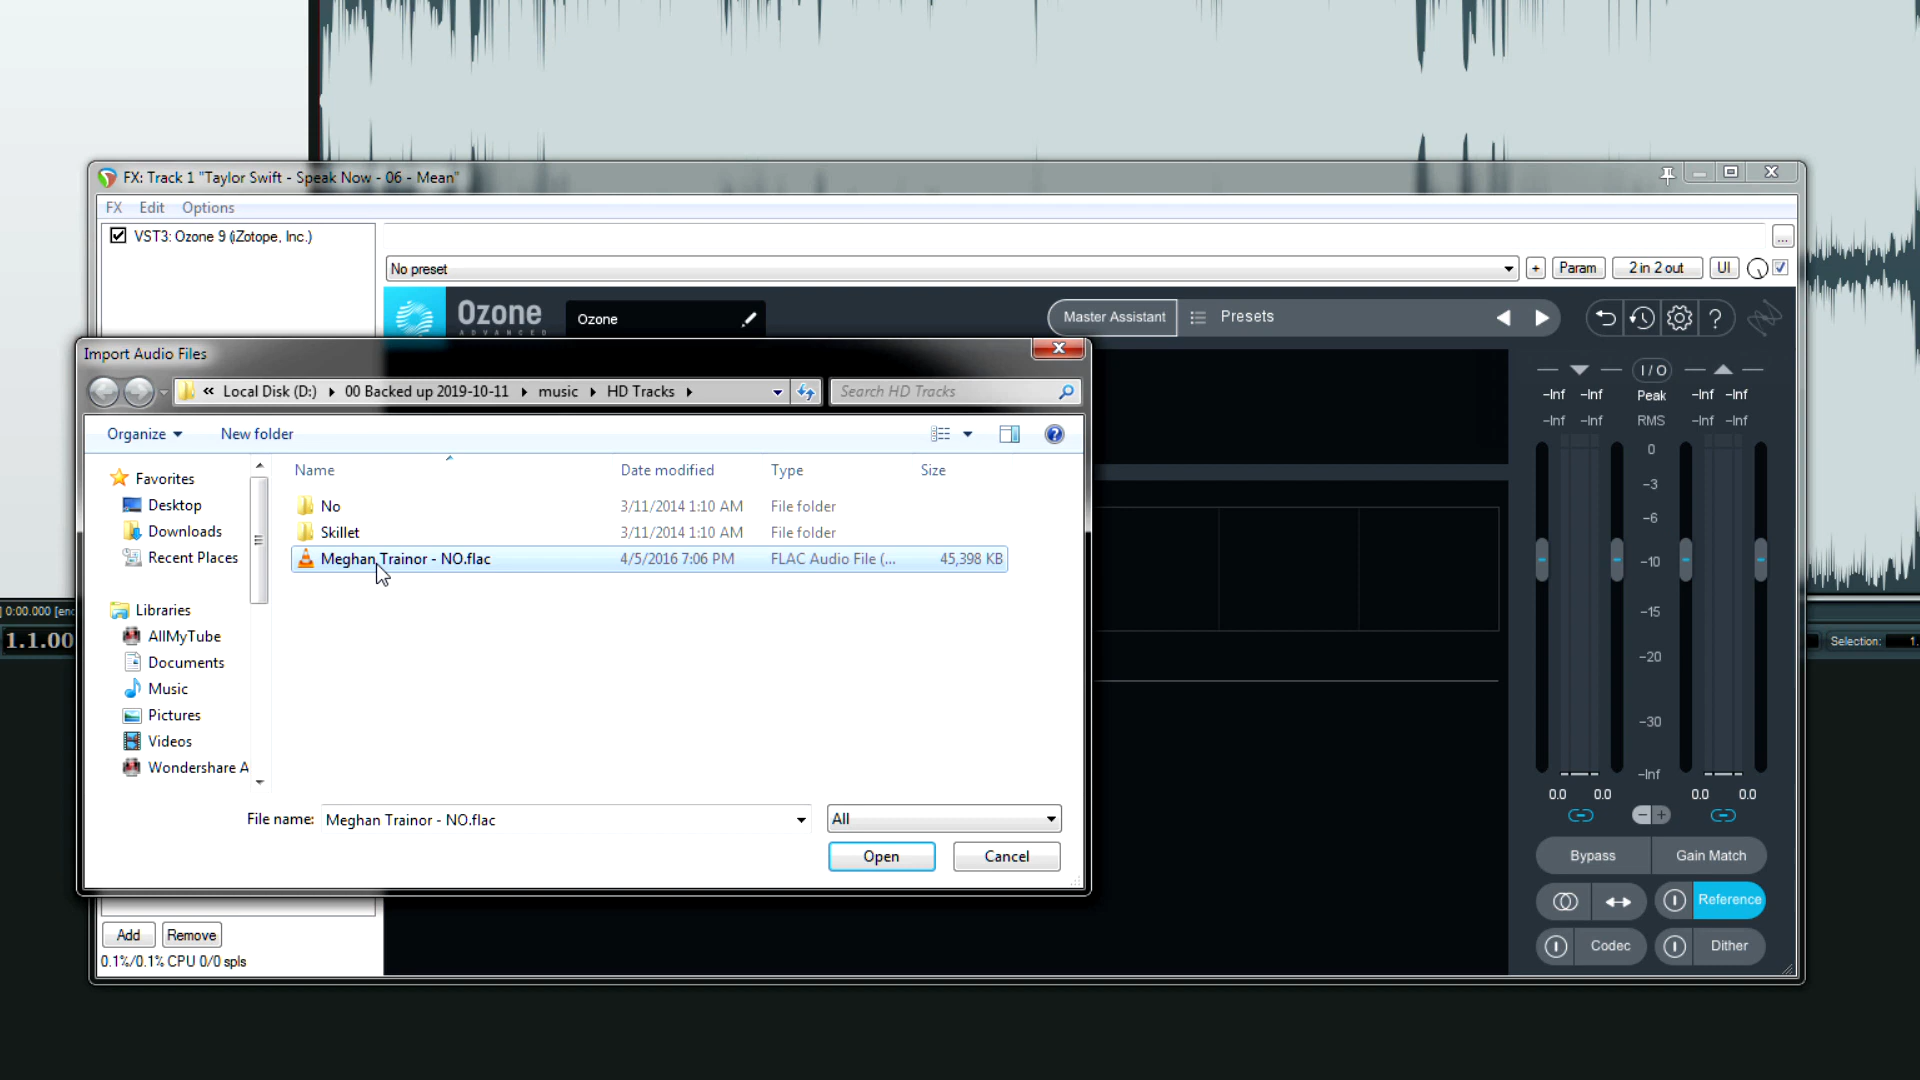 FX: Track 1 "Taylor Swift - Speak Now - 06 - Mean"
FX Edit Options
VST3: Ozone 9 (iZotope, Inc.)
...
No preset
+ Param 2 in 2 out UI
Ozone
ADVANCED
Ozone
Master Assistant Presets
?
Import Audio Files
« Local Disk (D:) 00 Backed up 2019-10-11 music HD Tracks
Search HD Tracks
Organize New folder
Name Date modified Type Size
No 3/11/2014 1:10 AM File folder
Skillet 3/11/2014 1:10 AM File folder
Meghan Trainor - NO.flac 4/5/2016 7:06 PM FLAC Audio File (... 45,398 KB
Favorites
Desktop
Downloads
Recent Places
Libraries
AllMyTube
Documents
Music
Pictures
Videos
Wondershare A
File name: Meghan Trainor - NO.flac All
Open Cancel
I/O
-Inf -Inf Peak -Inf -Inf
-Inf -Inf RMS -Inf -Inf
0
-3
-6
-10
-15
-20
-30
-Inf
0.0 0.0 0.0 0.0
- +
Bypass Gain Match
Reference
Codec Dither
] 0:00.000 [en
1.1.00
Selection: 1.
Add Remove
0.1%/0.1% CPU 0/0 spls